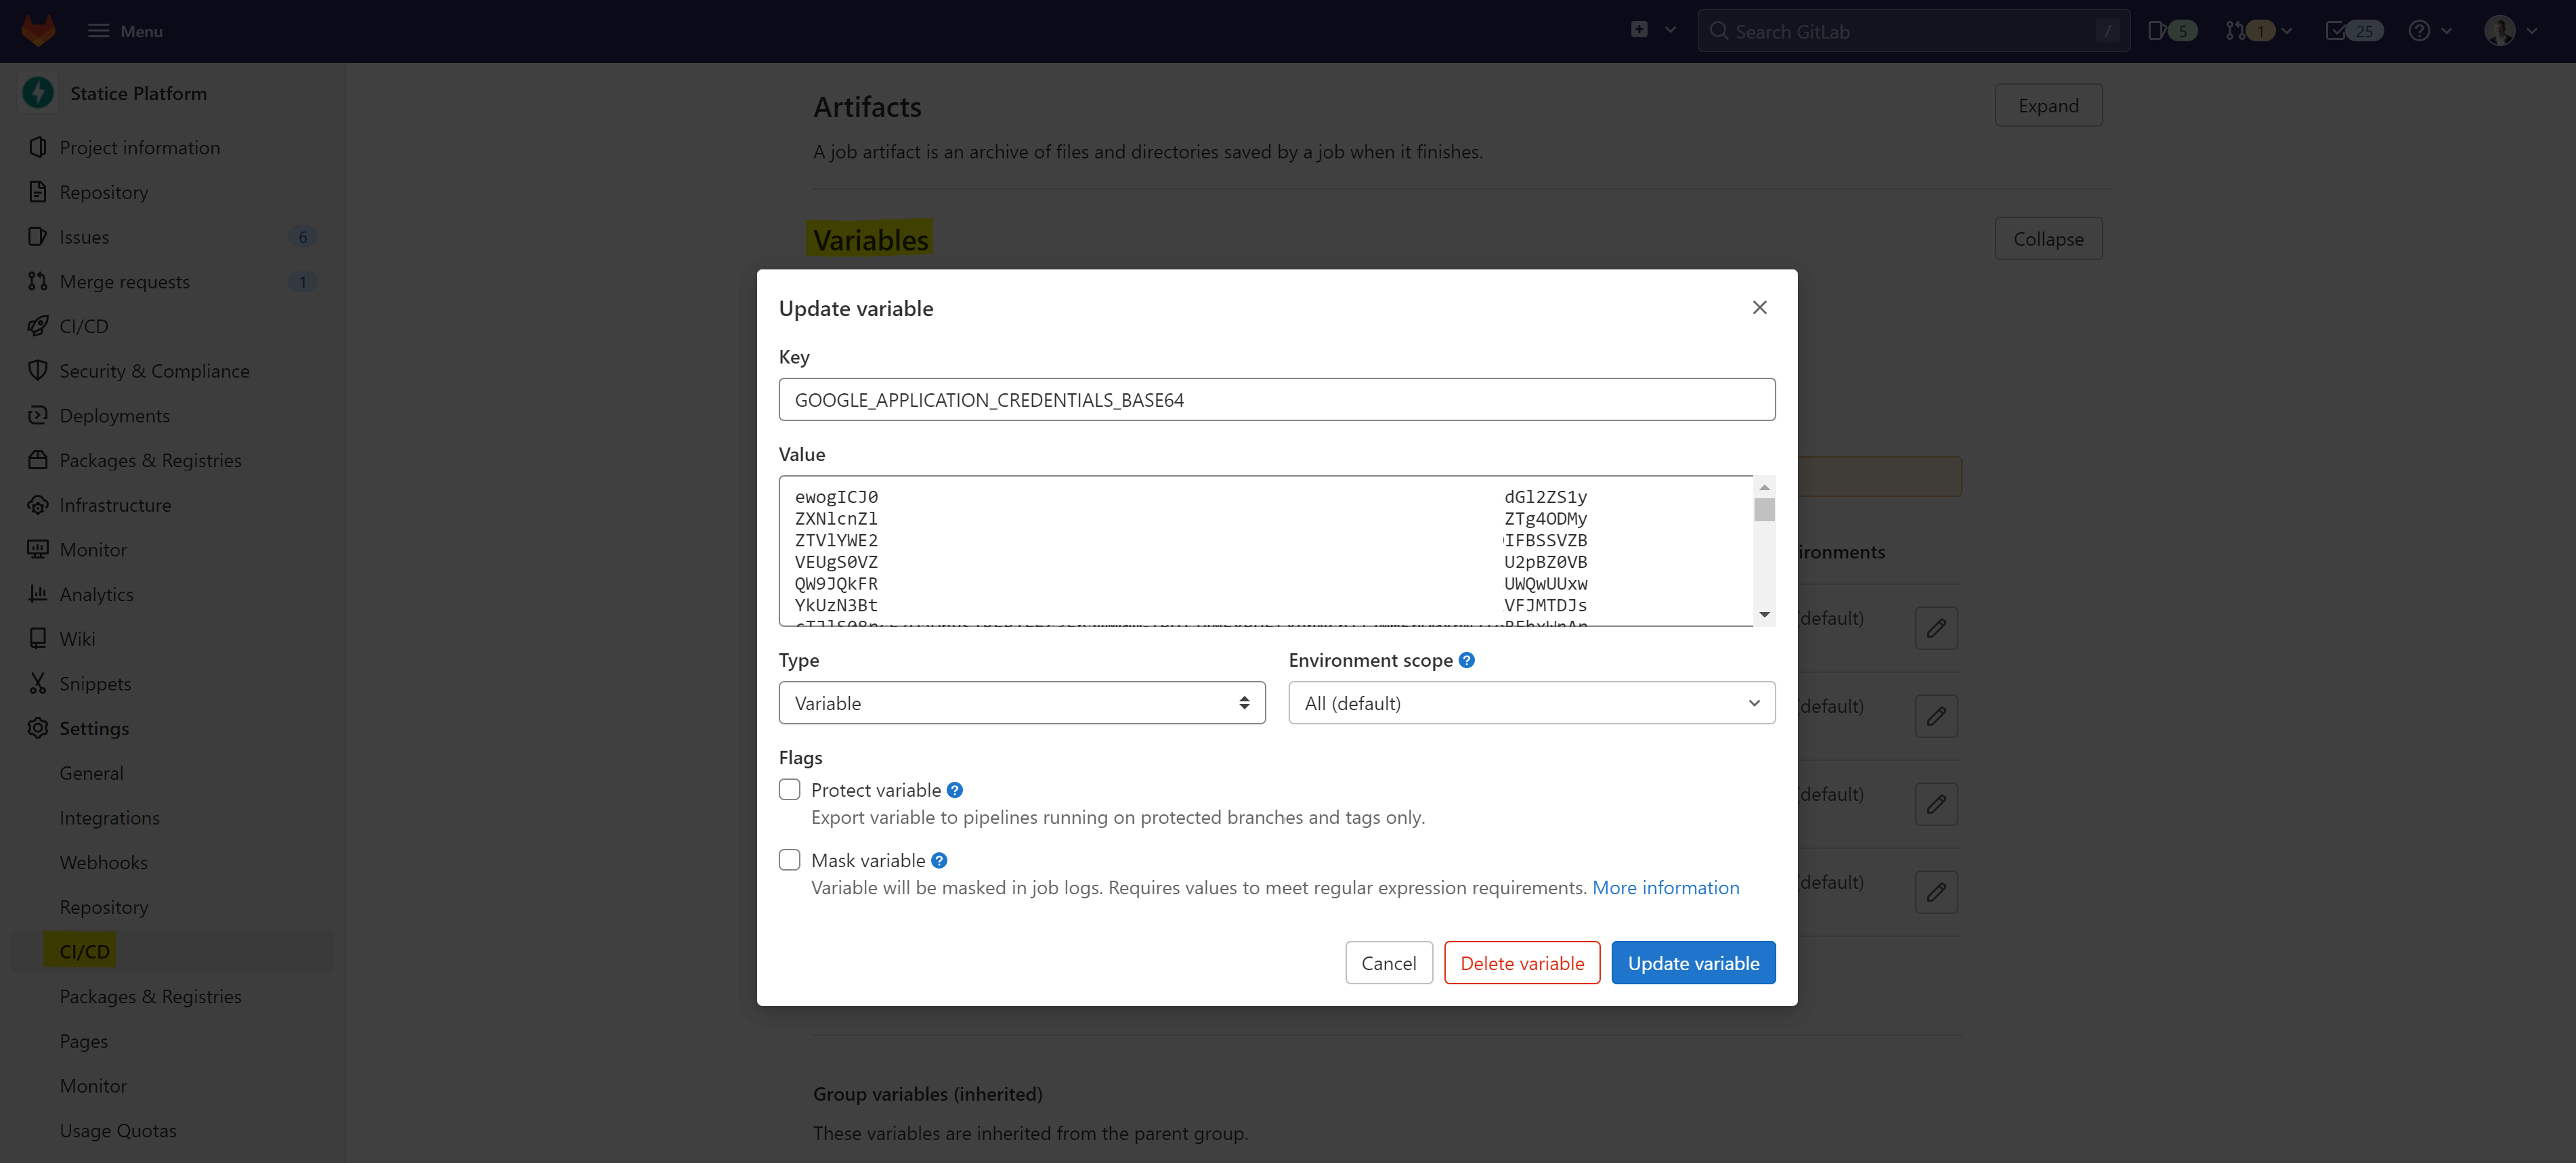 Menu
Search GitLab
/
5
1
25
Statice Platform
Project information
Repository
Issues
6
Merge requests
1
CI/CD
Security & Compliance
Deployments
Packages & Registries
Infrastructure
Monitor
Analytics
Wiki
Snippets
Settings
General
Integrations
Webhooks
Repository
CI/CD
Packages & Registries
Pages
Monitor
Usage Quotas
Artifacts
Expand
A job artifact is an archive of files and directories saved by a job when it finishes.
Variables
Collapse
Update variable
Key
GOOGLE_APPLICATION_CREDENTIALS_BASE64
Value
ewogICJ0 dGl2ZS1y
ZXNlcnZl ZTg4ODMy
ZTVlYWE2 IFBSSVZB
VEUgS0VZ U2pBZ0VB
QW9JQkFR UWQwUUxw
YkUzN3Bt VFJMTDJs
Type
Environment scope
Variable
All (default)
Flags
Protect variable
Export variable to pipelines running on protected branches and tags only.
Mask variable
Variable will be masked in job logs. Requires values to meet regular expression requirements. More information
Cancel
Delete variable
Update variable
ironments
(default)
(default)
(default)
(default)
Group variables (inherited)
These variables are inherited from the parent group.